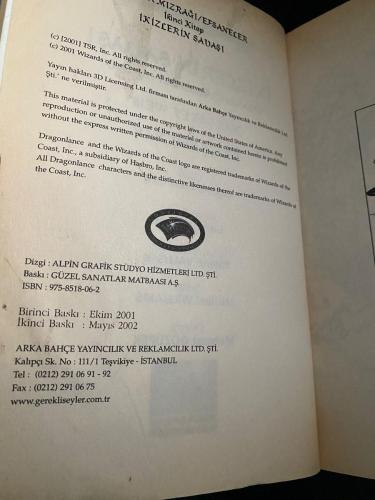 MIZRAĞI/EFSANELER
İkinci Kitap
İKİZLERİN SAVAŞI
(c) [2001] TSR, Inc. All rights reserved.
(c) 2001 Wizards of the Coast, Inc. All rights reserved.
Yayın hakları 3D Licensing Ltd. firması tarafından Arka Bahçe Yayıncılık ve Reklamcılık Ltd.
Şti.' ne verilmiştir.
This material is protected under the copyright laws of the United States of America. Any
reproduction or unauthorized use of the material or artwork contained herein is prohibited
without the express written permission of Wizards of the Coast, Inc.
Dragonlance and the Wizards of the Coast logo are registered trademarks of Wizards of the
Coast, Inc., a subsidiary of Hasbro, Inc.
All Dragonlance characters and the distinctive likenesses thereof are trademarks of Wizards of
the Coast, Inc.
Dizgi : ALPİN GRAFİK STÜDYO HİZMETLERİ LTD. ŞTİ.
Baskı : GÜZEL SANATLAR MATBAASI A.Ş.
ISBN : 975-8518-06-2
Birinci Baskı : Ekim 2001
İkinci Baskı : Mayıs 2002
ARKA BAHÇE YAYINCILIK VE REKLAMCILIK LTD. ŞTİ.
Kalıpçı Sk. No : 111/1 Teşvikiye - İSTANBUL
Tel : (0212) 291 06 91 - 92
Fax : (0212) 291 06 75
www.gerekliseyler.com.tr